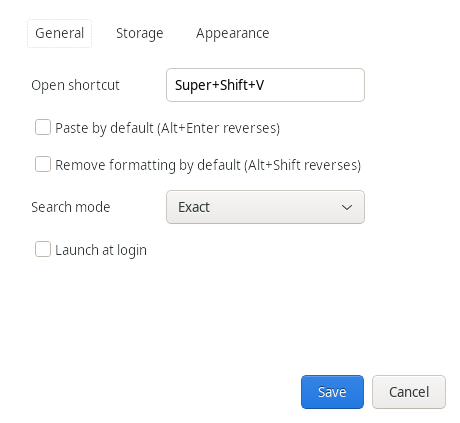 General Storage Appearance
Open shortcut Super+Shift+V
Paste by default (Alt+Enter reverses)
Remove formatting by default (Alt+Shift reverses)
Search mode Exact
Launch at login
Save Cancel